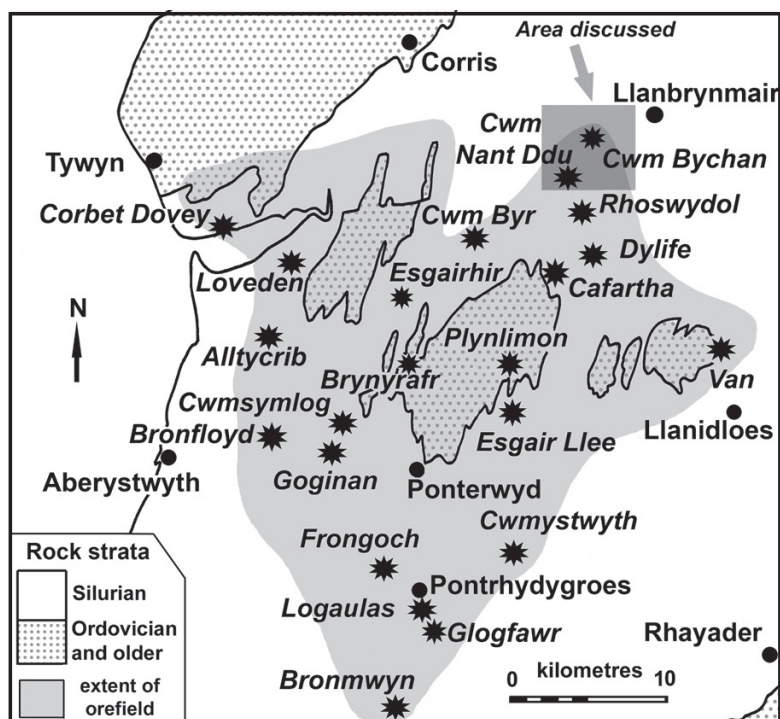 Area discussed
Corris
Llanbrynmair
Cwm
Nant Ddu
Cwm Bychan
Tywyn
Corbet Dovey
Cwm Byr
Rhoswydol
Dylife
Loveden
Esgairhir
Cafartha
N
Alltycrib
Plynlimon
Brynyrafr
Van
Cwmsymlog
Bronfloyd
Esgair Llee
Llanidloes
Aberystwyth
Goginan
Ponterwyd
Cwmystwyth
Frongoch
Rock strata
Pontrhydygroes
Silurian
Logaulas
Ordovician
and older
Glogfawr
Rhayader
extent of
orefield
Bronmwyn
kilometres
0
10